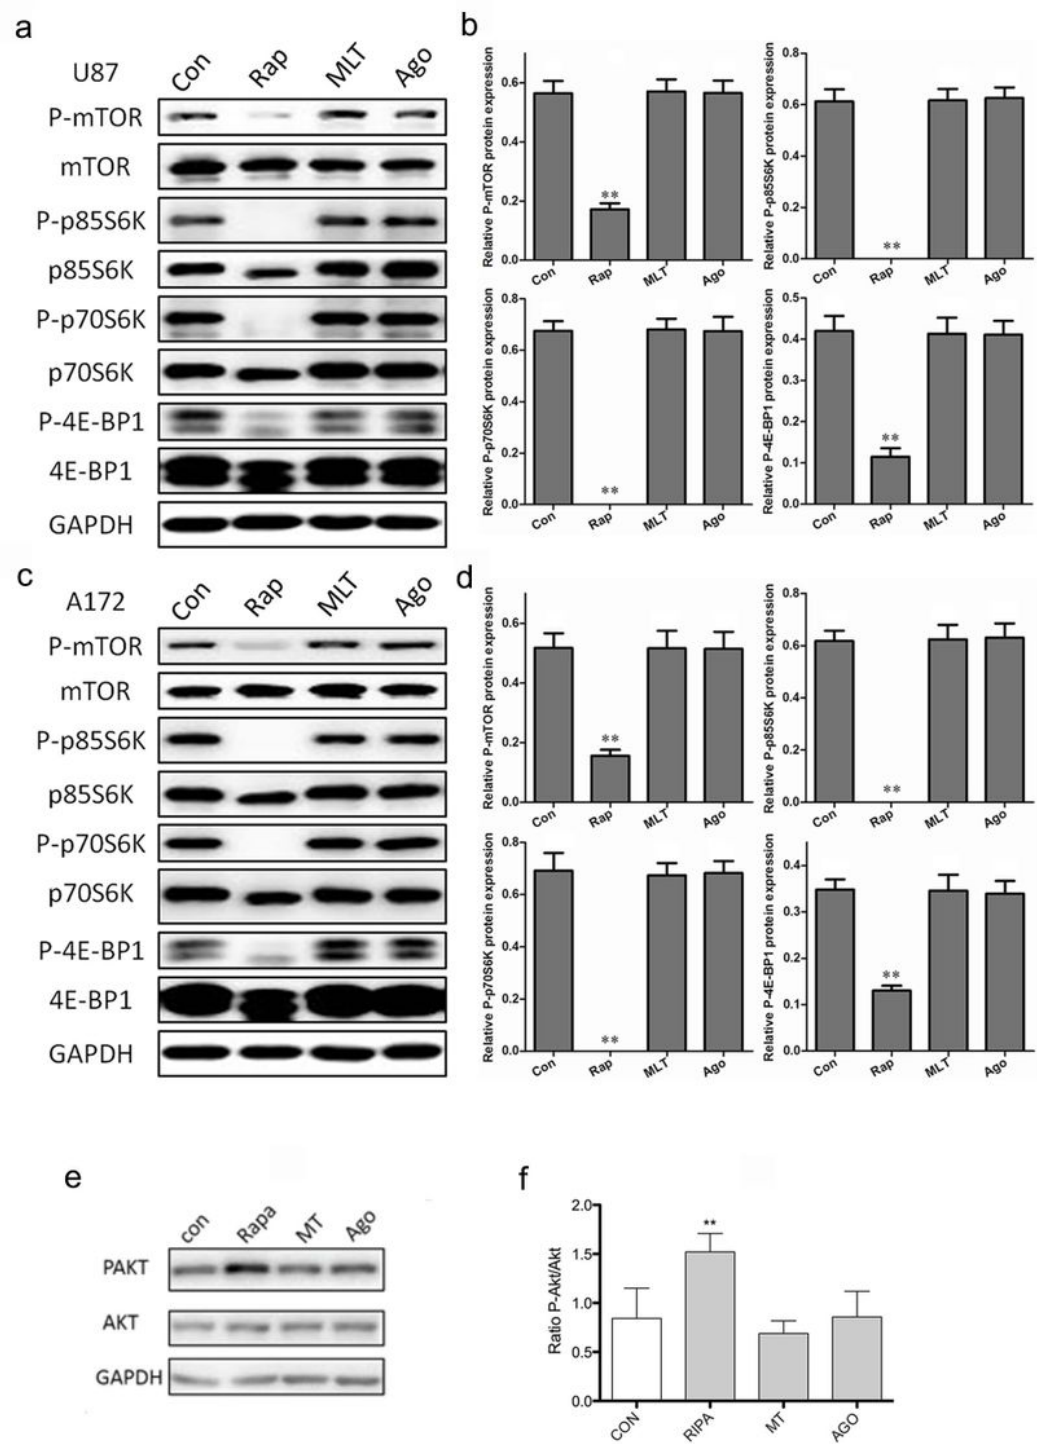 a
U87
Con Rap MLT Ago
P-mTOR
mTOR
P-p85S6K
p85S6K
P-p70S6K
p70S6K
P-4E-BP1
4E-BP1
GAPDH
b
Relative P-mTOR protein expression
0.6
0.4
0.2
0.0
**
Con Rap MLT Ago
Relative P-p85S6K protein expression
0.8
0.6
0.4
0.2
0.0
**
Con Rap MLT Ago
Relative P-p70S6K protein expression
0.8
0.6
0.4
0.2
0.0
**
Con Rap MLT Ago
Relative P-4E-BP1 protein expression
0.5
0.4
0.3
0.2
0.1
0.0
**
Con Rap MLT Ago
c
A172
Con Rap MLT Ago
P-mTOR
mTOR
P-p85S6K
p85S6K
P-p70S6K
p70S6K
P-4E-BP1
4E-BP1
GAPDH
d
Relative P-mTOR protein expression
0.6
0.4
0.2
0.0
**
Con Rap MLT Ago
Relative P-p85S6K protein expression
0.8
0.6
0.4
0.2
0.0
**
Con Rap MLT Ago
Relative P-p70S6K protein expression
0.8
0.6
0.4
0.2
0.0
**
Con Rap MLT Ago
Relative P-4E-BP1 protein expression
0.4
0.3
0.2
0.1
0.0
**
Con Rap MLT Ago
e
con Rapa MT Ago
PAKT
AKT
GAPDH
f
Ratio P-Akt/Akt
2.0
1.5
1.0
0.5
0.0
**
CON RIPA MT AGO